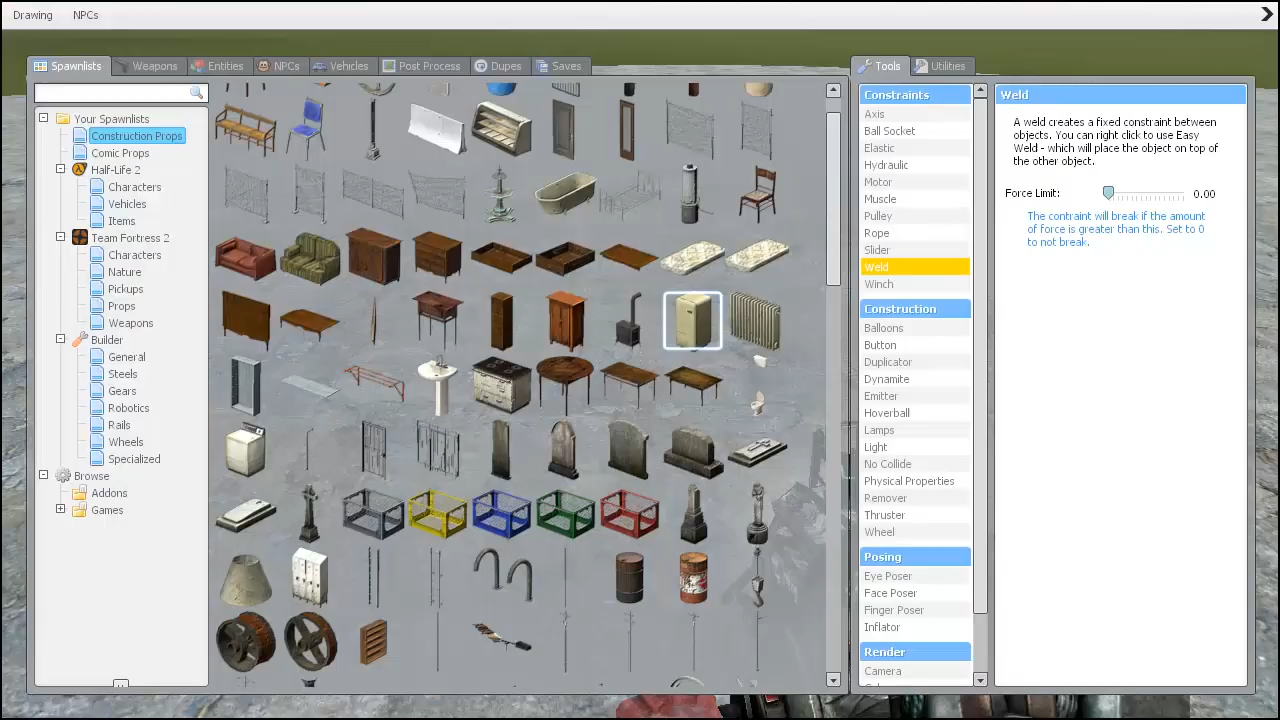 Drawing NPCs
Spawnlists Weapons Entities NPCs Vehicles Post Process Dupes Saves
Tools Utilities
Your Spawnlists
Construction Props
Comic Props
Half-Life 2
Characters
Vehicles
Items
Team Fortress 2
Characters
Nature
Pickups
Props
Weapons
Builder
General
Steels
Gears
Robotics
Rails
Wheels
Specialized
Browse
Addons
Games
Constraints
Axis
Ball Socket
Elastic
Hydraulic
Motor
Muscle
Pulley
Rope
Slider
Weld
Winch
Construction
Balloons
Button
Duplicator
Dynamite
Emitter
Hoverball
Lamps
Light
No Collide
Physical Properties
Remover
Thruster
Wheel
Posing
Eye Poser
Face Poser
Finger Poser
Inflator
Render
Camera
Weld
A weld creates a fixed constraint between
objects. You can right click to use Easy
Weld - which will place the object on top of
the other object.
Force Limit: 0.00
The contraint will break if the amount
of force is greater than this. Set to 0
to not break.